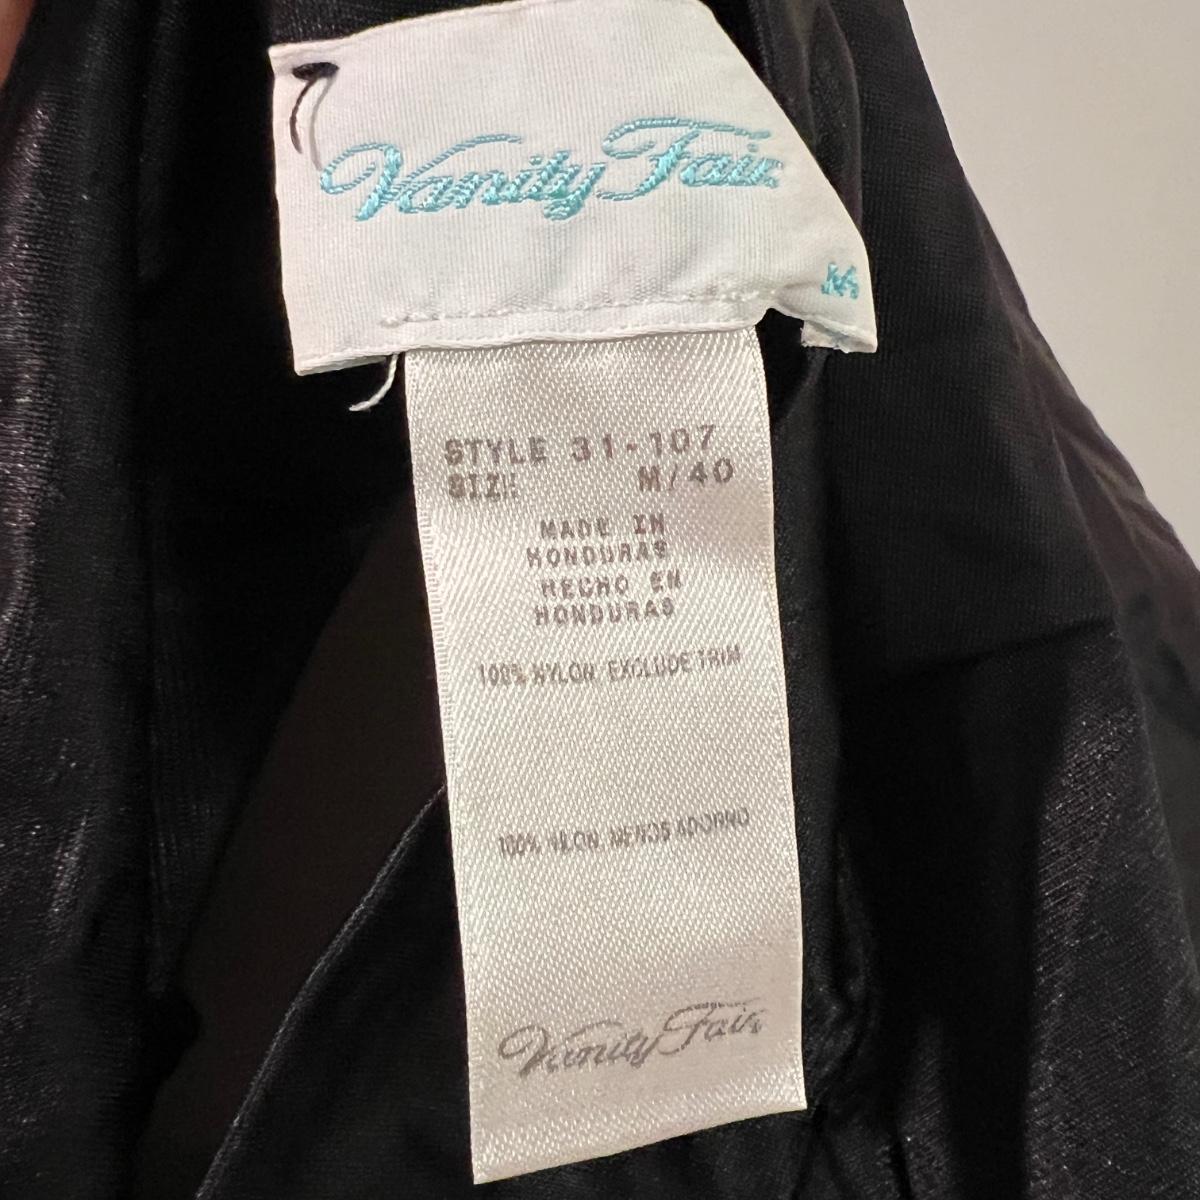 Vanity Fair
M
STYLE 31-107
SIZE M/40
MADE IN
HONDURAS
HECHO EN
HONDURAS
100% NYLON EXCLUDE TRIM
100% NILON MENOS ADORNO
Vanity Fair